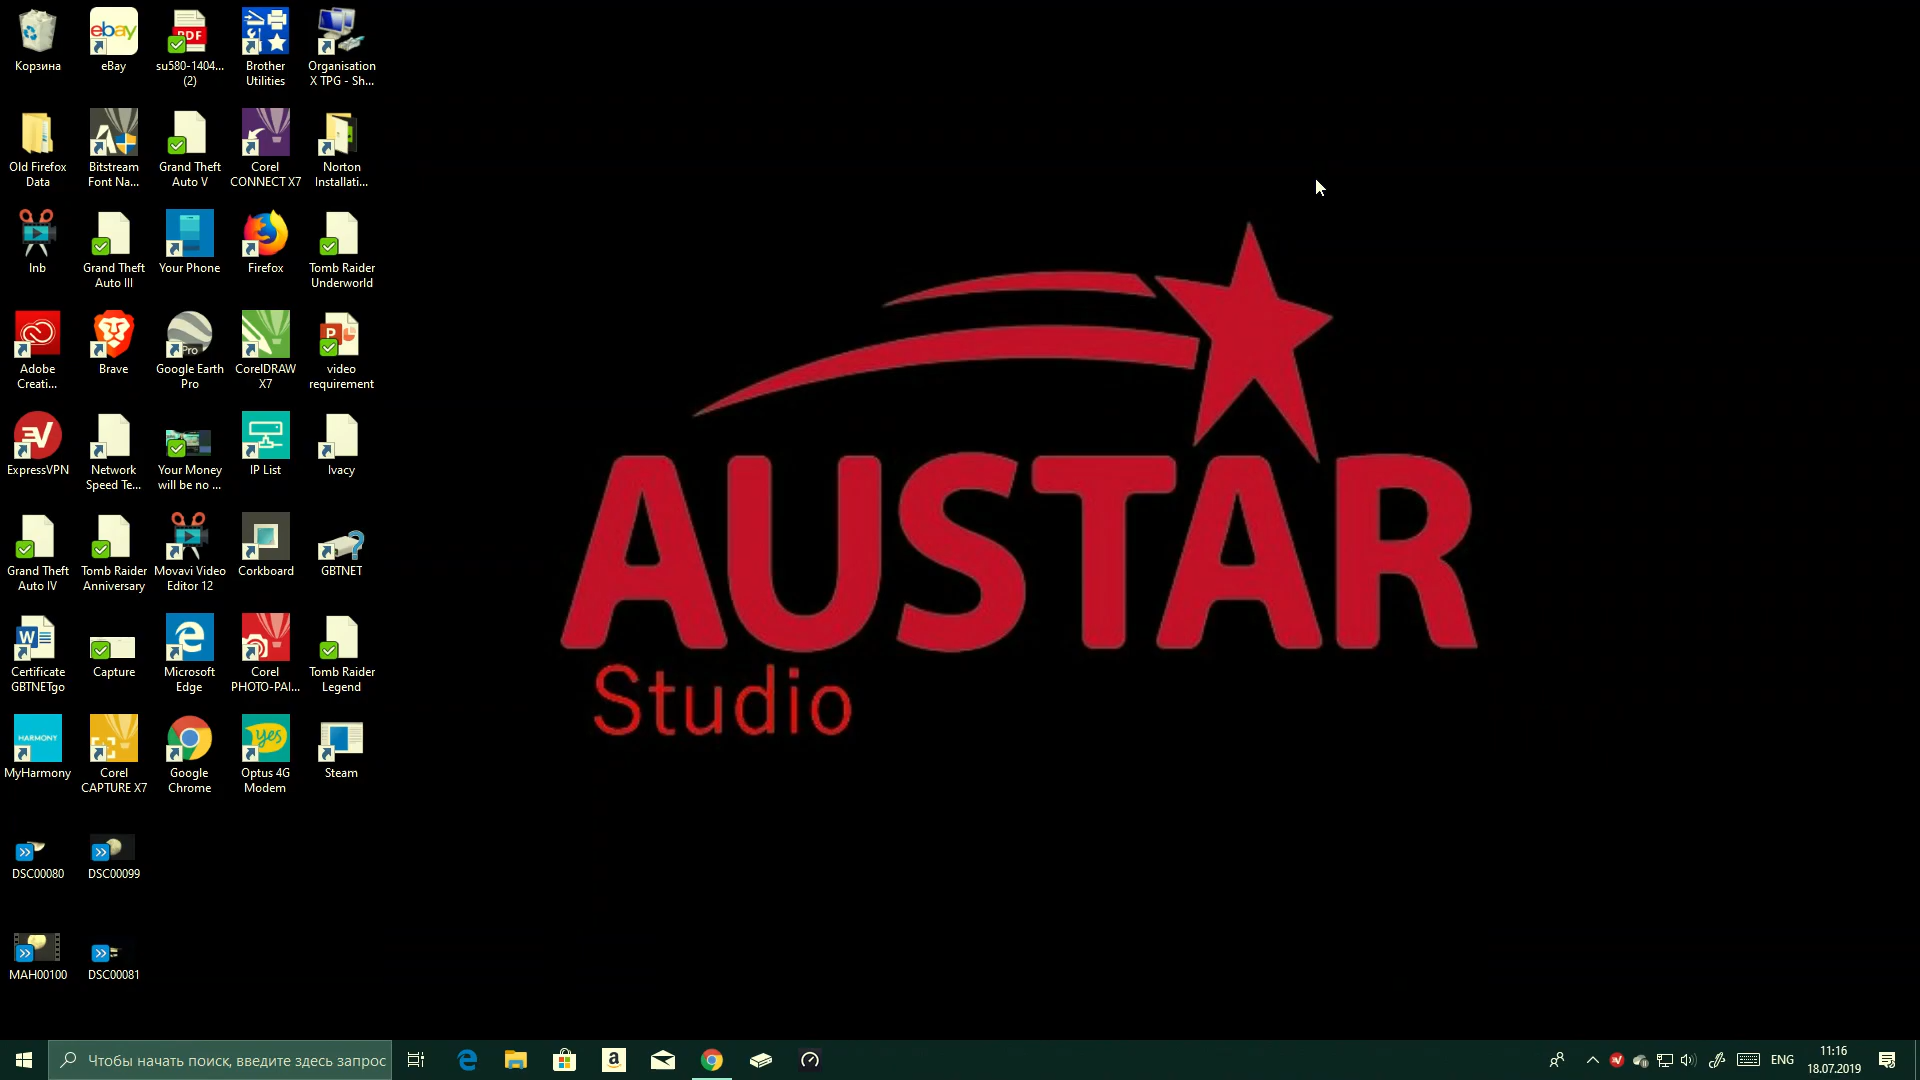 Корзина
eBay
su580-1404...
(2)
Brother
Utilities
Organisation
X TPG - Sh...
Old Firefox
Data
Bitstream
Font Na...
Grand Theft
Auto V
Corel
CONNECT X7
Norton
Installati...
Inb
Grand Theft
Auto III
Your Phone
Firefox
Tomb Raider
Underworld
Adobe
Creati...
Brave
Google Earth
Pro
CorelDRAW
X7
video
requirement
ExpressVPN
Network
Speed Te...
Your Money
will be no ...
IP List
Ivacy
Grand Theft
Auto IV
Tomb Raider
Anniversary
Movavi Video
Editor 12
Corkboard
GBTNET
Certificate
GBTNETgo
Capture
Microsoft
Edge
Corel
PHOTO-PAI...
Tomb Raider
Legend
MyHarmony
Corel
CAPTURE X7
Google
Chrome
Optus 4G
Modem
Steam
DSC00080
DSC00099
MAH00100
DSC00081
ebay
PDF
Pro
HARMONY
yes
AUSTAR
Studio
Чтобы начать поиск, введите здесь запрос
ENG
11:16
18.07.2019